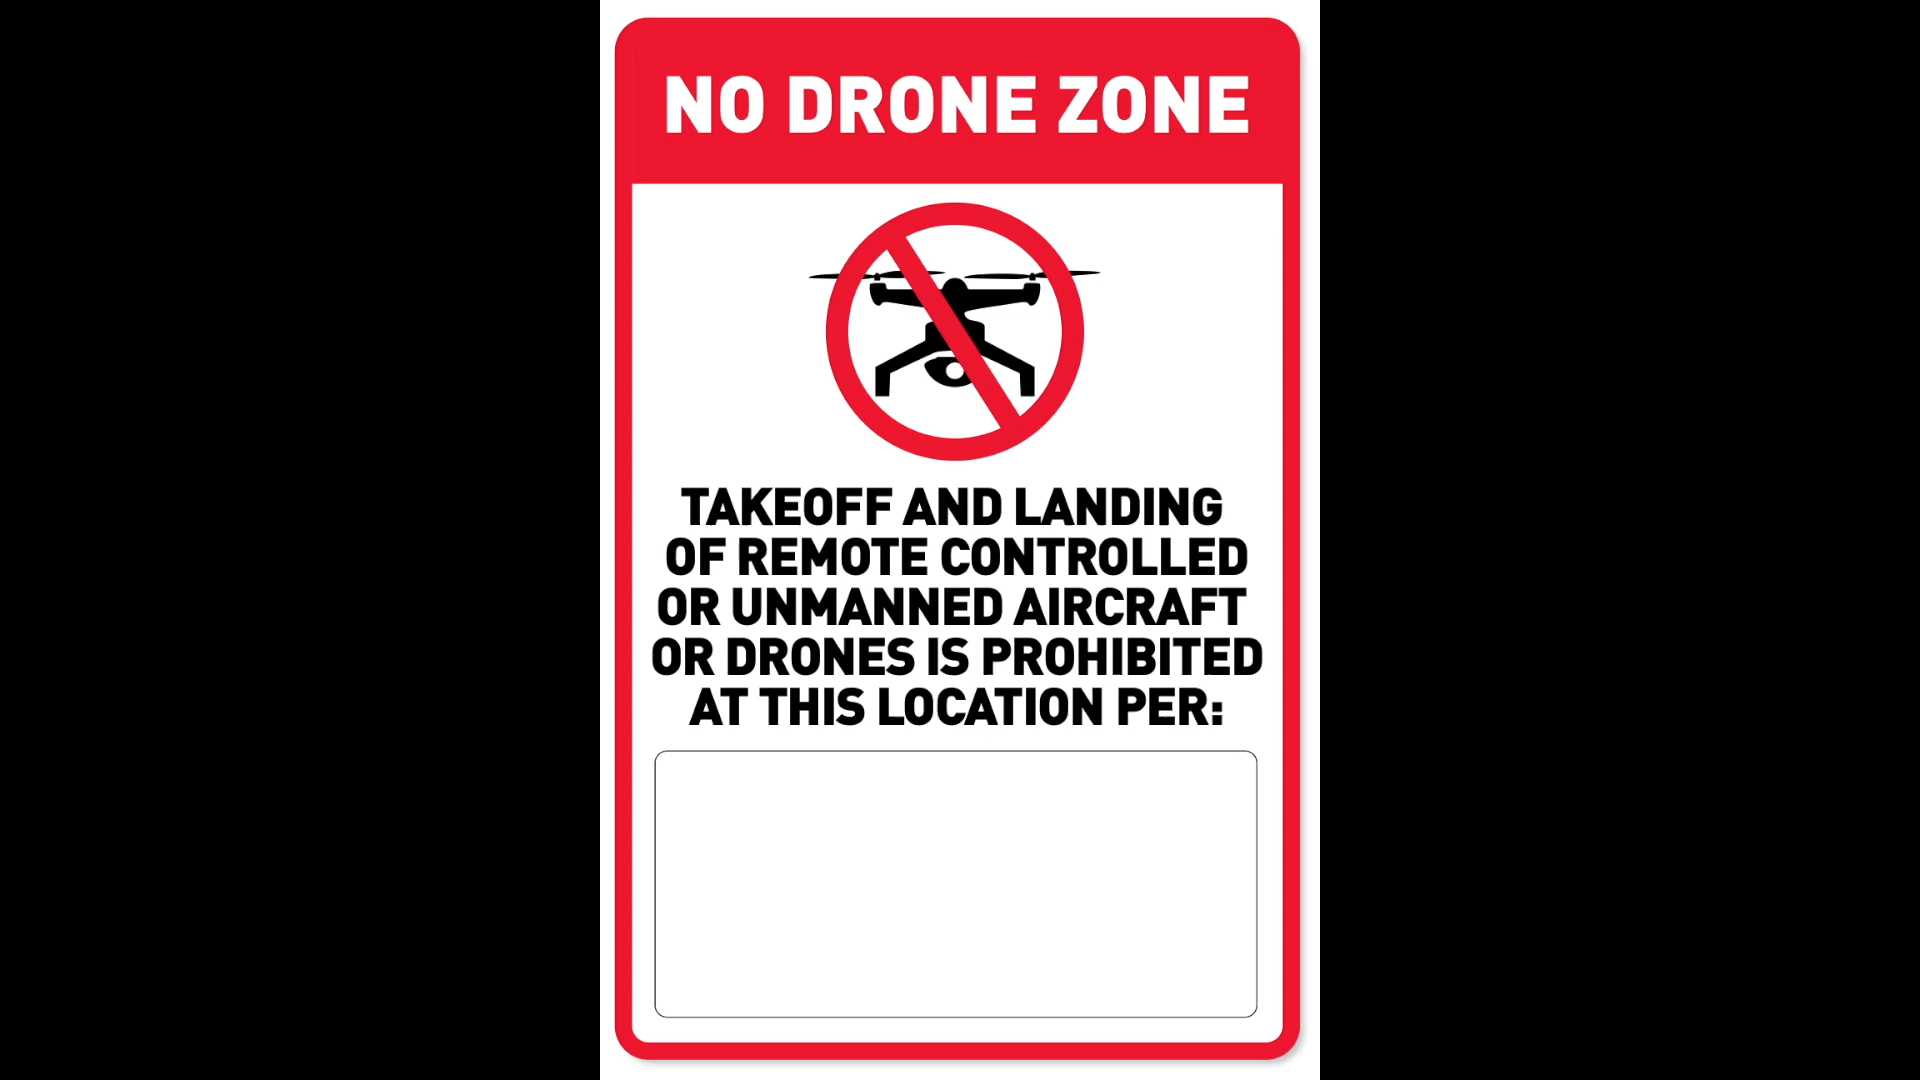 NO DRONE ZONE
TAKEOFF AND LANDING
OF REMOTE CONTROLLED
OR UNMANNED AIRCRAFT
OR DRONES IS PROHIBITED
AT THIS LOCATION PER: